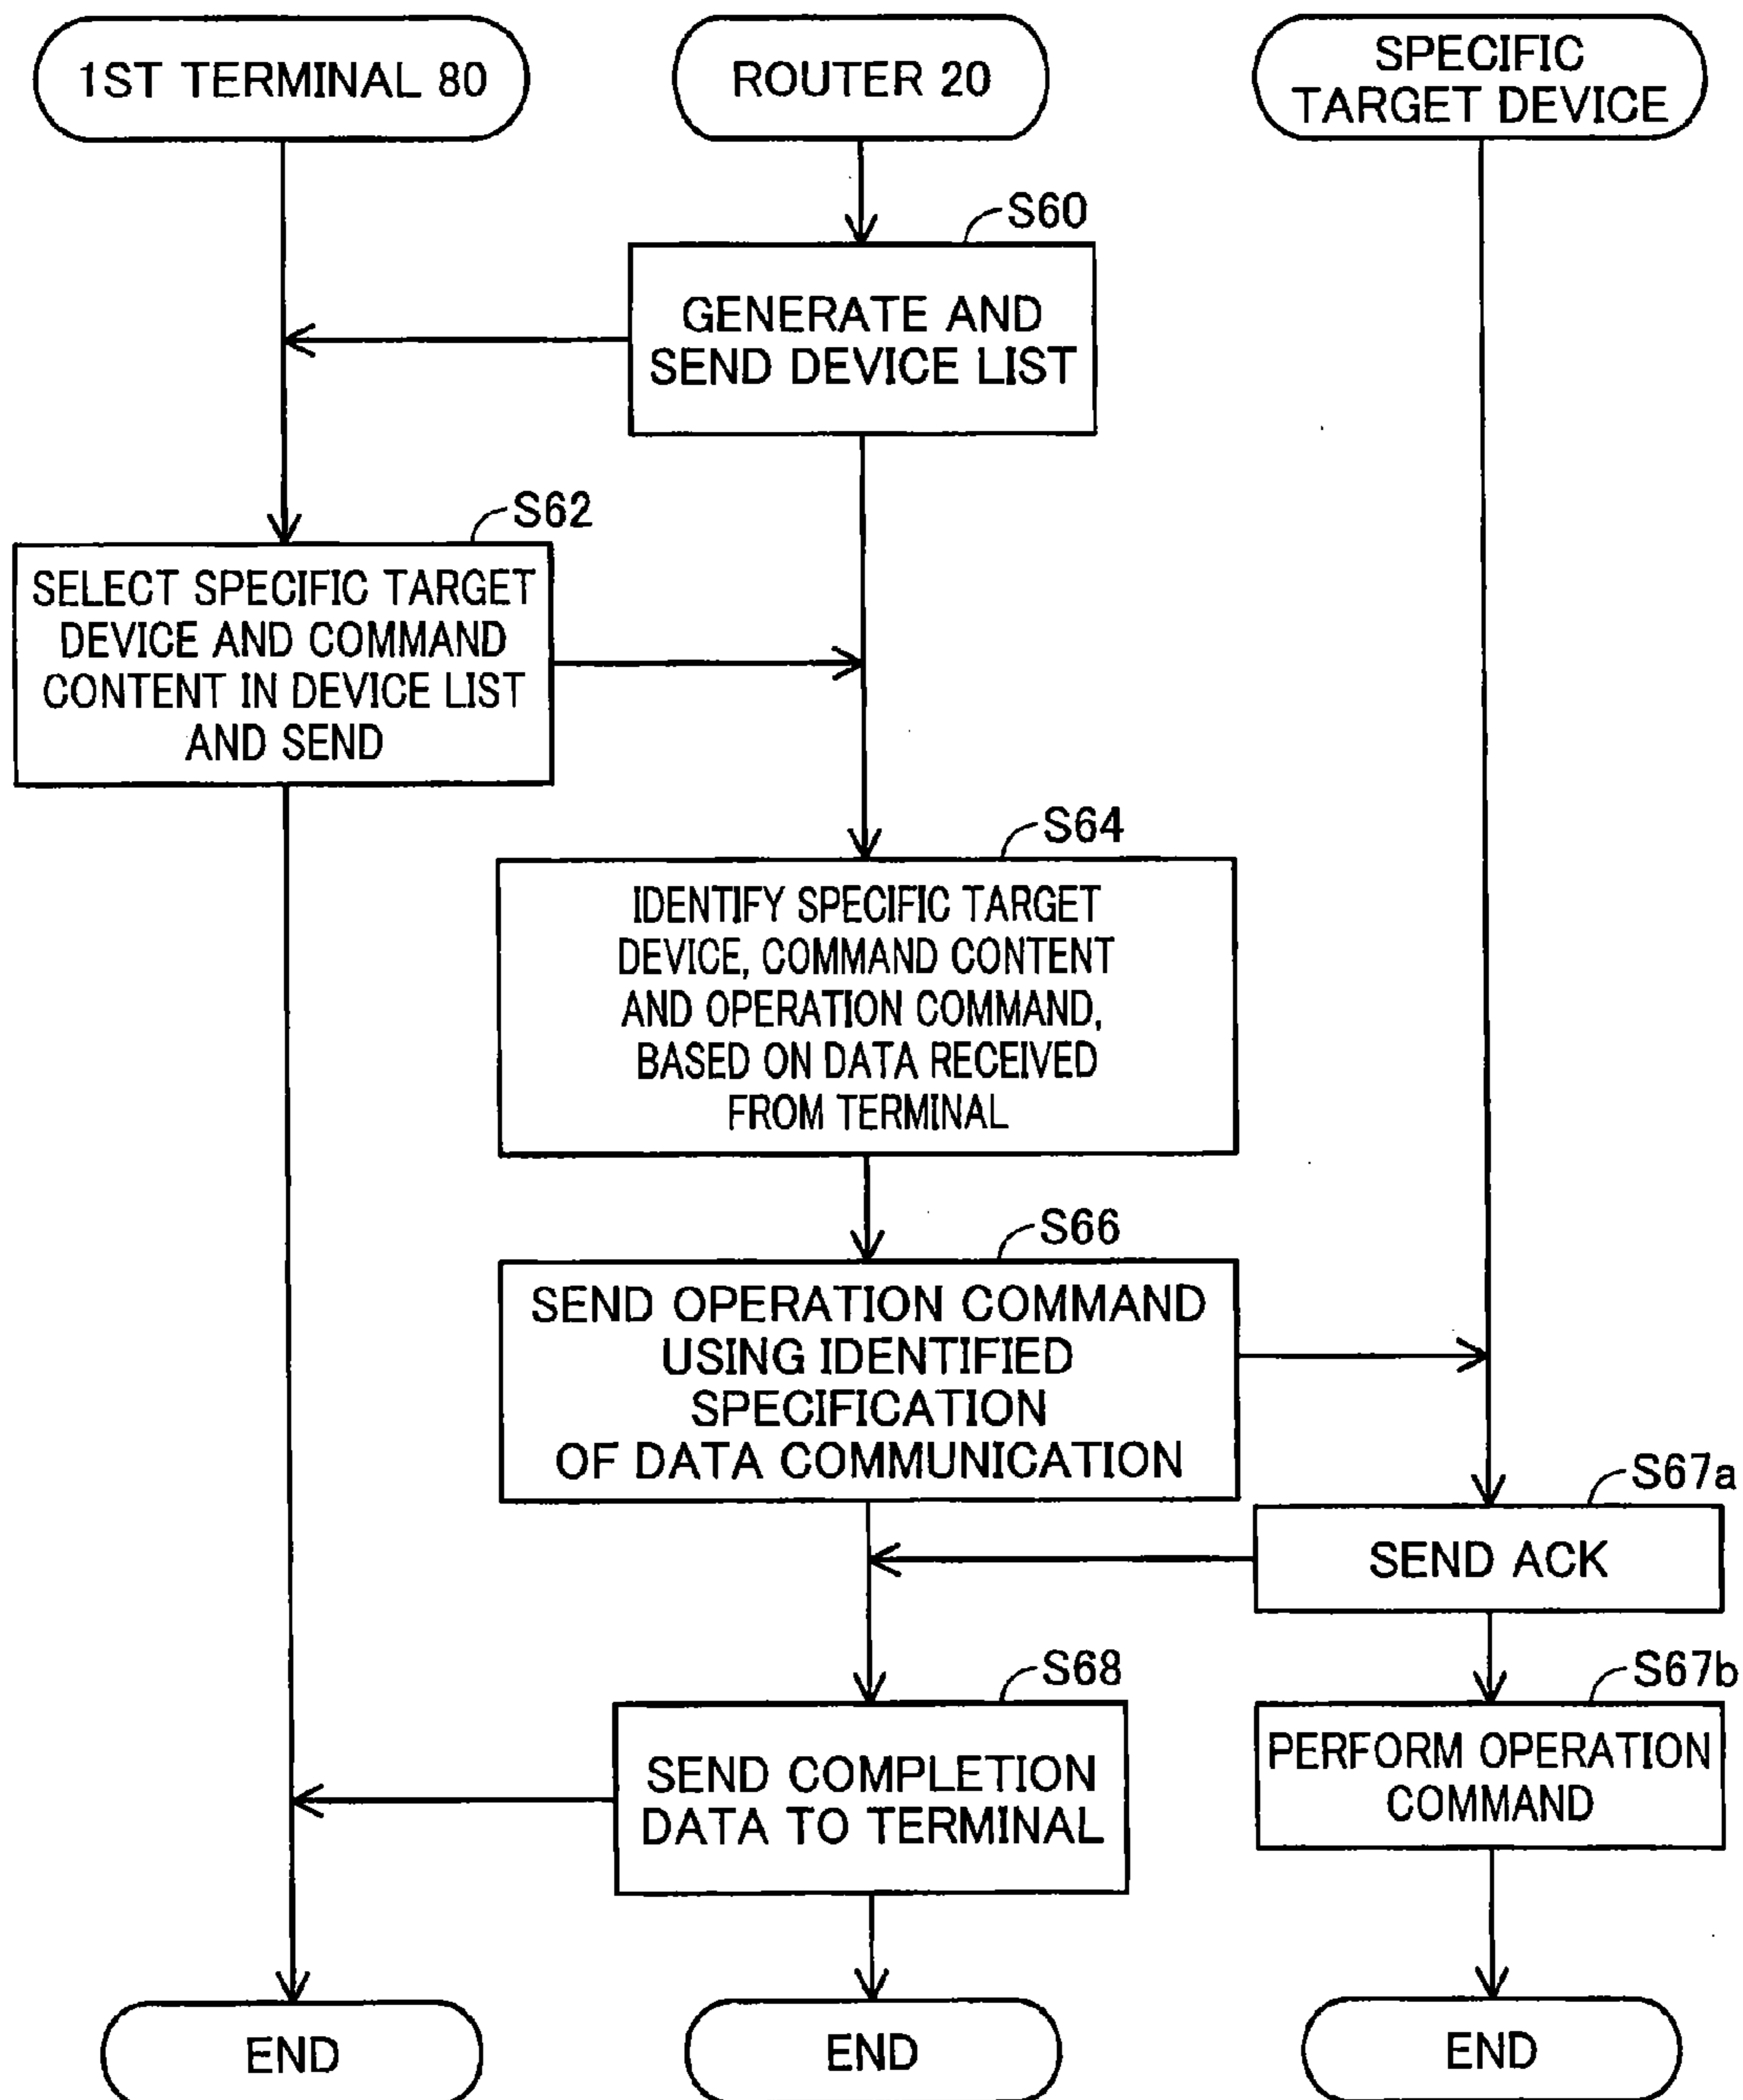 1ST TERMINAL 80
ROUTER 20
SPECIFIC
TARGET DEVICE
S60
GENERATE AND
SEND DEVICE LIST
S62
SELECT SPECIFIC TARGET
DEVICE AND COMMAND
CONTENT IN DEVICE LIST
AND SEND
S64
IDENTIFY SPECIFIC TARGET
DEVICE, COMMAND CONTENT
AND OPERATION COMMAND,
BASED ON DATA RECEIVED
FROM TERMINAL
S66
SEND OPERATION COMMAND
USING IDENTIFIED
SPECIFICATION
OF DATA COMMUNICATION
S67a
SEND ACK
S68
SEND COMPLETION
DATA TO TERMINAL
S67b
PERFORM OPERATION
COMMAND
END
END
END